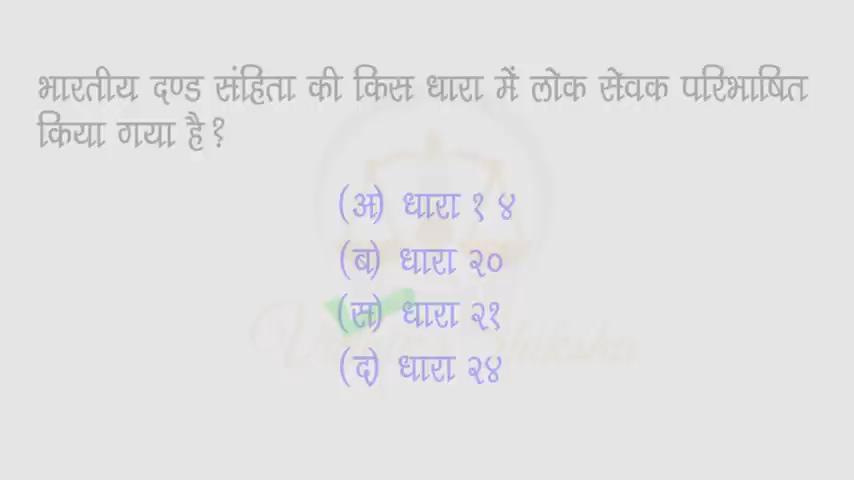 भारतीय दण्ड संहिता की किस धारा में लोक सेवक परिभाषित
किया गया है?
(अ) धारा १४
(ब) धारा २०
(स) धारा २१
(द) धारा २४